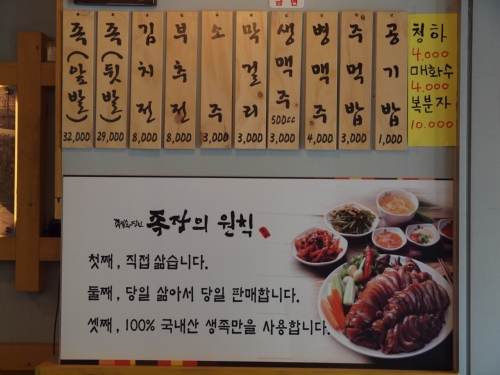 금연
족(앞발) 32,000
족(뒷발) 29,000
김치전 8,000
부추전 8,000
소주 3,000
막걸리 3,000
생맥주 500cc 3,000
병맥주 4,000
주먹밥 3,000
공기밥 1,000
청하
4,000
매화수
4.000
복분자
10.000
족장의 원칙
첫째, 직접 삶습니다.
둘째, 당일 삶아서 당일 판매합니다.
셋째, 100% 국내산 생족만을 사용합니다.